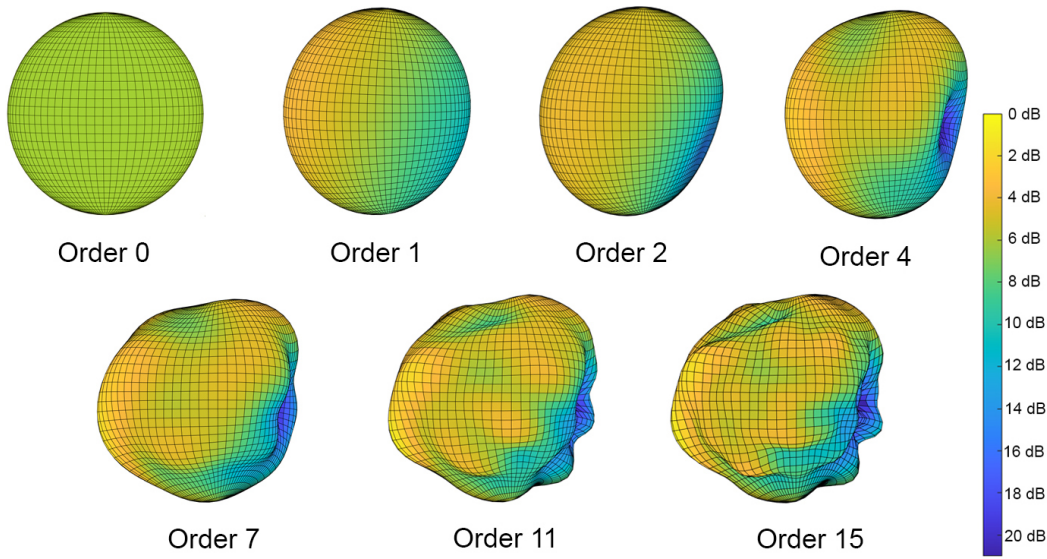 Order 0
Order 1
Order 2
Order 4
Order 7
Order 11
Order 15
0 dB
2 dB
4 dB
6 dB
8 dB
10 dB
12 dB
14 dB
16 dB
18 dB
20 dB